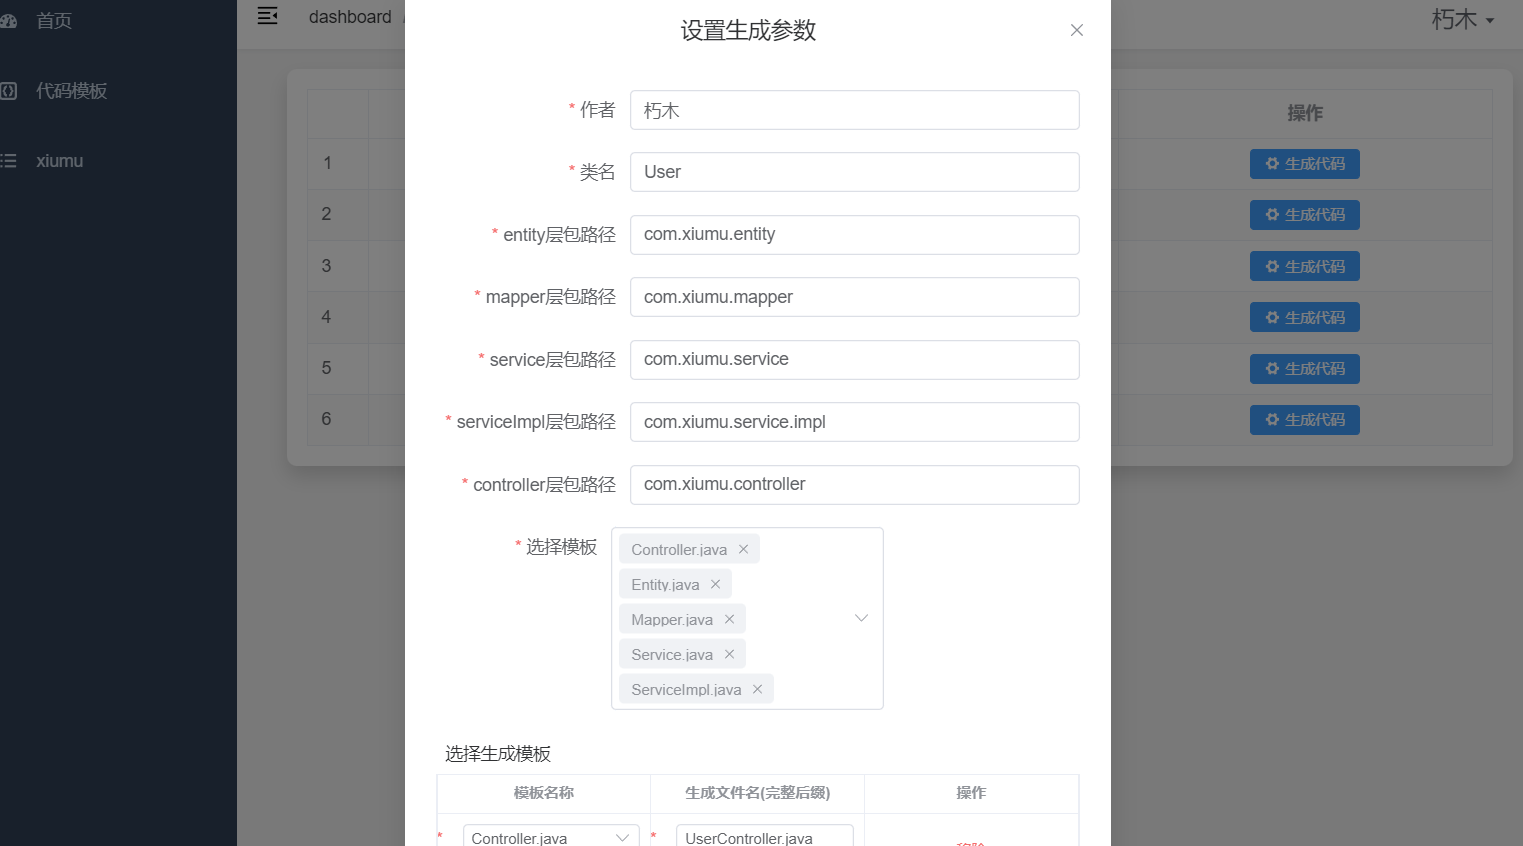 首页
dashboard
设置生成参数
朽木
代码模板
xiumu
操作
1
生成代码
2
生成代码
3
生成代码
4
生成代码
5
生成代码
6
生成代码
* 作者
朽木
* 类名
User
* entity层包路径
com.xiumu.entity
* mapper层包路径
com.xiumu.mapper
* service层包路径
com.xiumu.service
* serviceImpl层包路径
com.xiumu.service.impl
* controller层包路径
com.xiumu.controller
* 选择模板
Controller.java
Entity.java
Mapper.java
Service.java
ServiceImpl.java
选择生成模板
模板名称
生成文件名(完整后缀)
操作
* Controller.java
* UserController.java